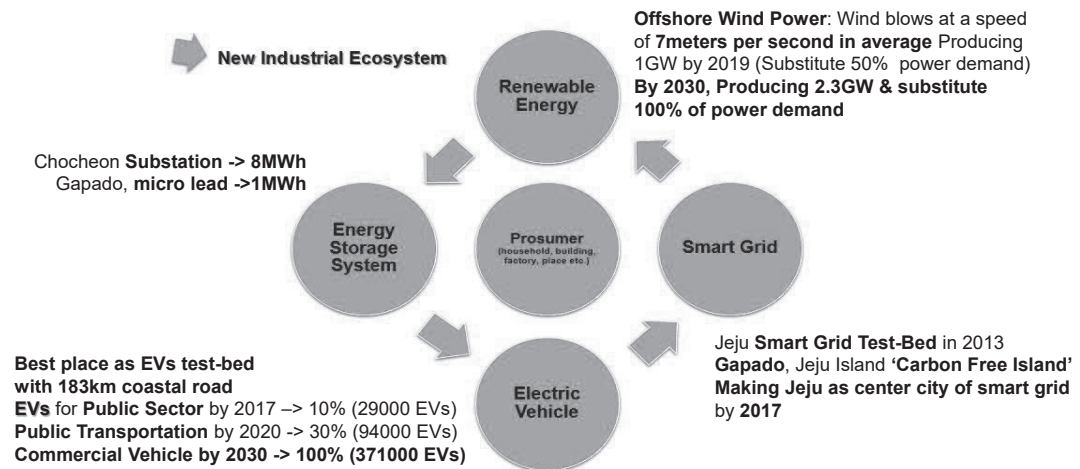 New Industrial Ecosystem
Renewable
Energy
Offshore Wind Power: Wind blows at a speed
of 7meters per second in average Producing
1GW by 2019 (Substitute 50% power demand)
By 2030, Producing 2.3GW & substitute
100% of power demand
Chocheon Substation -> 8MWh
Gapado, micro lead ->1MWh
Energy
Storage
System
Prosumer
(household, building,
factory, place etc.)
Smart Grid
Best place as EVs test-bed
with 183km coastal road
EVs for Public Sector by 2017 –> 10% (29000 EVs)
Public Transportation by 2020 -> 30% (94000 EVs)
Commercial Vehicle by 2030 -> 100% (371000 EVs)
Electric
Vehicle
Jeju Smart Grid Test-Bed in 2013
Gapado, Jeju Island ‘Carbon Free Island’
Making Jeju as center city of smart grid
by 2017